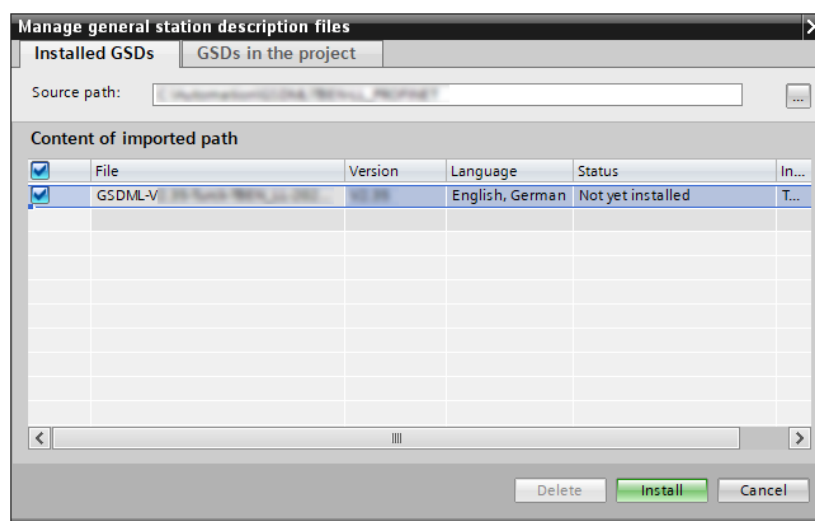 Manage general station description files
Installed GSDs GSDs in the project
Source path: ...
Content of imported path
File Version Language Status In...
GSDML-V English, German Not yet installed T...
Delete Install Cancel